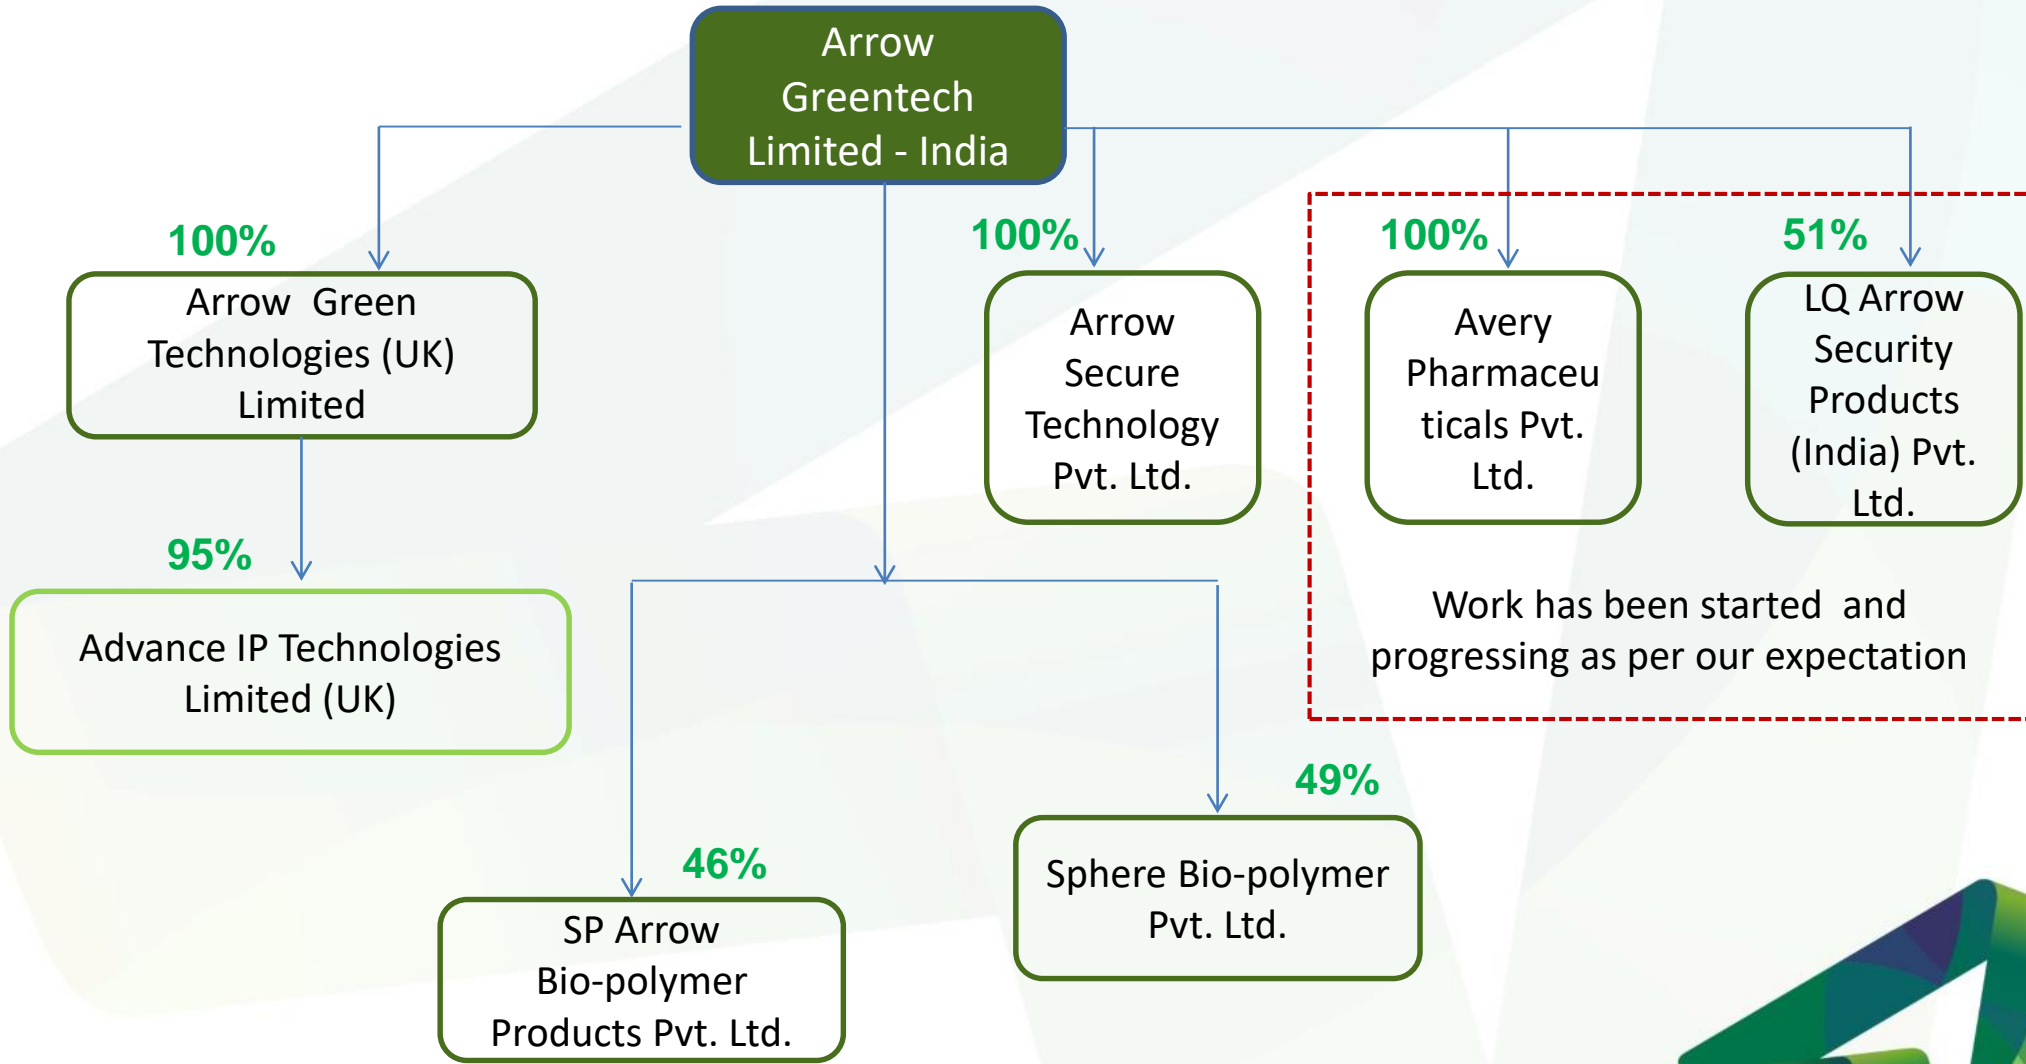 Arrow
Greentech
Limited - India
100%
Arrow Green
Technologies (UK)
Limited
100%
Arrow
Secure
Technology
Pvt. Ltd.
100%
Avery
Pharmaceu
ticals Pvt.
Ltd.
51%
LQ Arrow
Security
Products
(India) Pvt.
Ltd.
95%
Advance IP Technologies
Limited (UK)
Work has been started and
progressing as per our expectation
46%
SP Arrow
Bio-polymer
Products Pvt. Ltd.
49%
Sphere Bio-polymer
Pvt. Ltd.